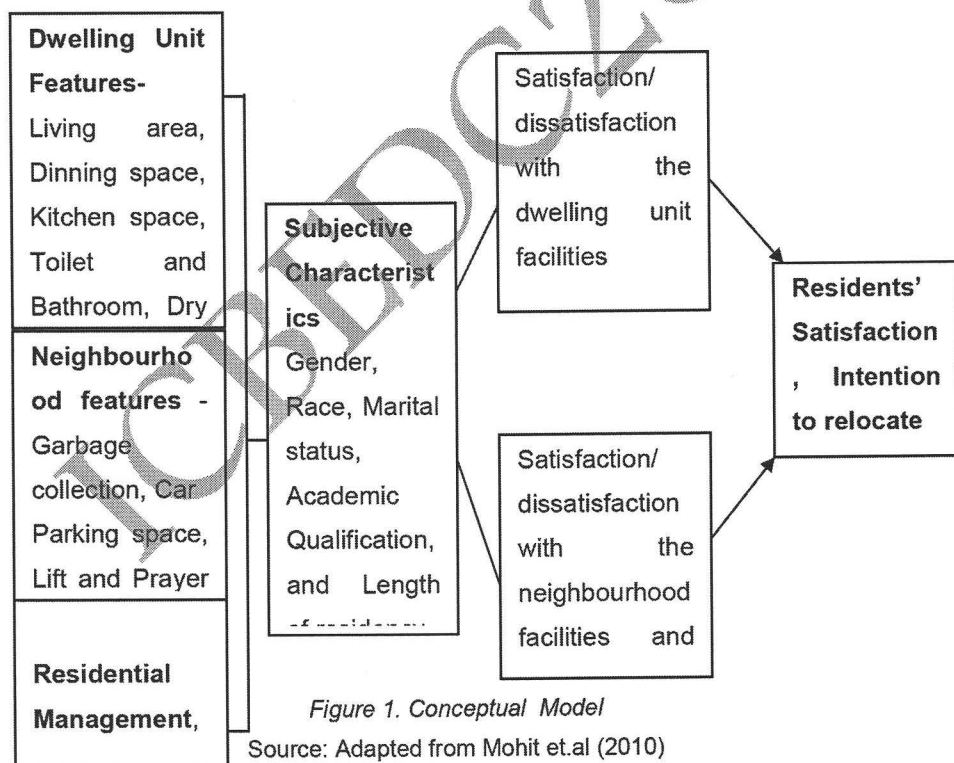 Dwelling Unit
Features-
Living area,
Dinning space,
Kitchen space,
Toilet and
Bathroom, Dry
Neighbourho
od features -
Garbage
collection, Car
Parking space,
Lift and Prayer
Residential
Management,
Subjective
Characterist
ics
Gender,
Race, Marital
status,
Academic
Qualification,
and Length
of residency
Satisfaction/
dissatisfaction
with the
dwelling unit
facilities
Satisfaction/
dissatisfaction
with the
neighbourhood
facilities and
Residents'
Satisfaction
, Intention
to relocate
Figure 1. Conceptual Model
Source: Adapted from Mohit et.al (2010)
ICBEDC2